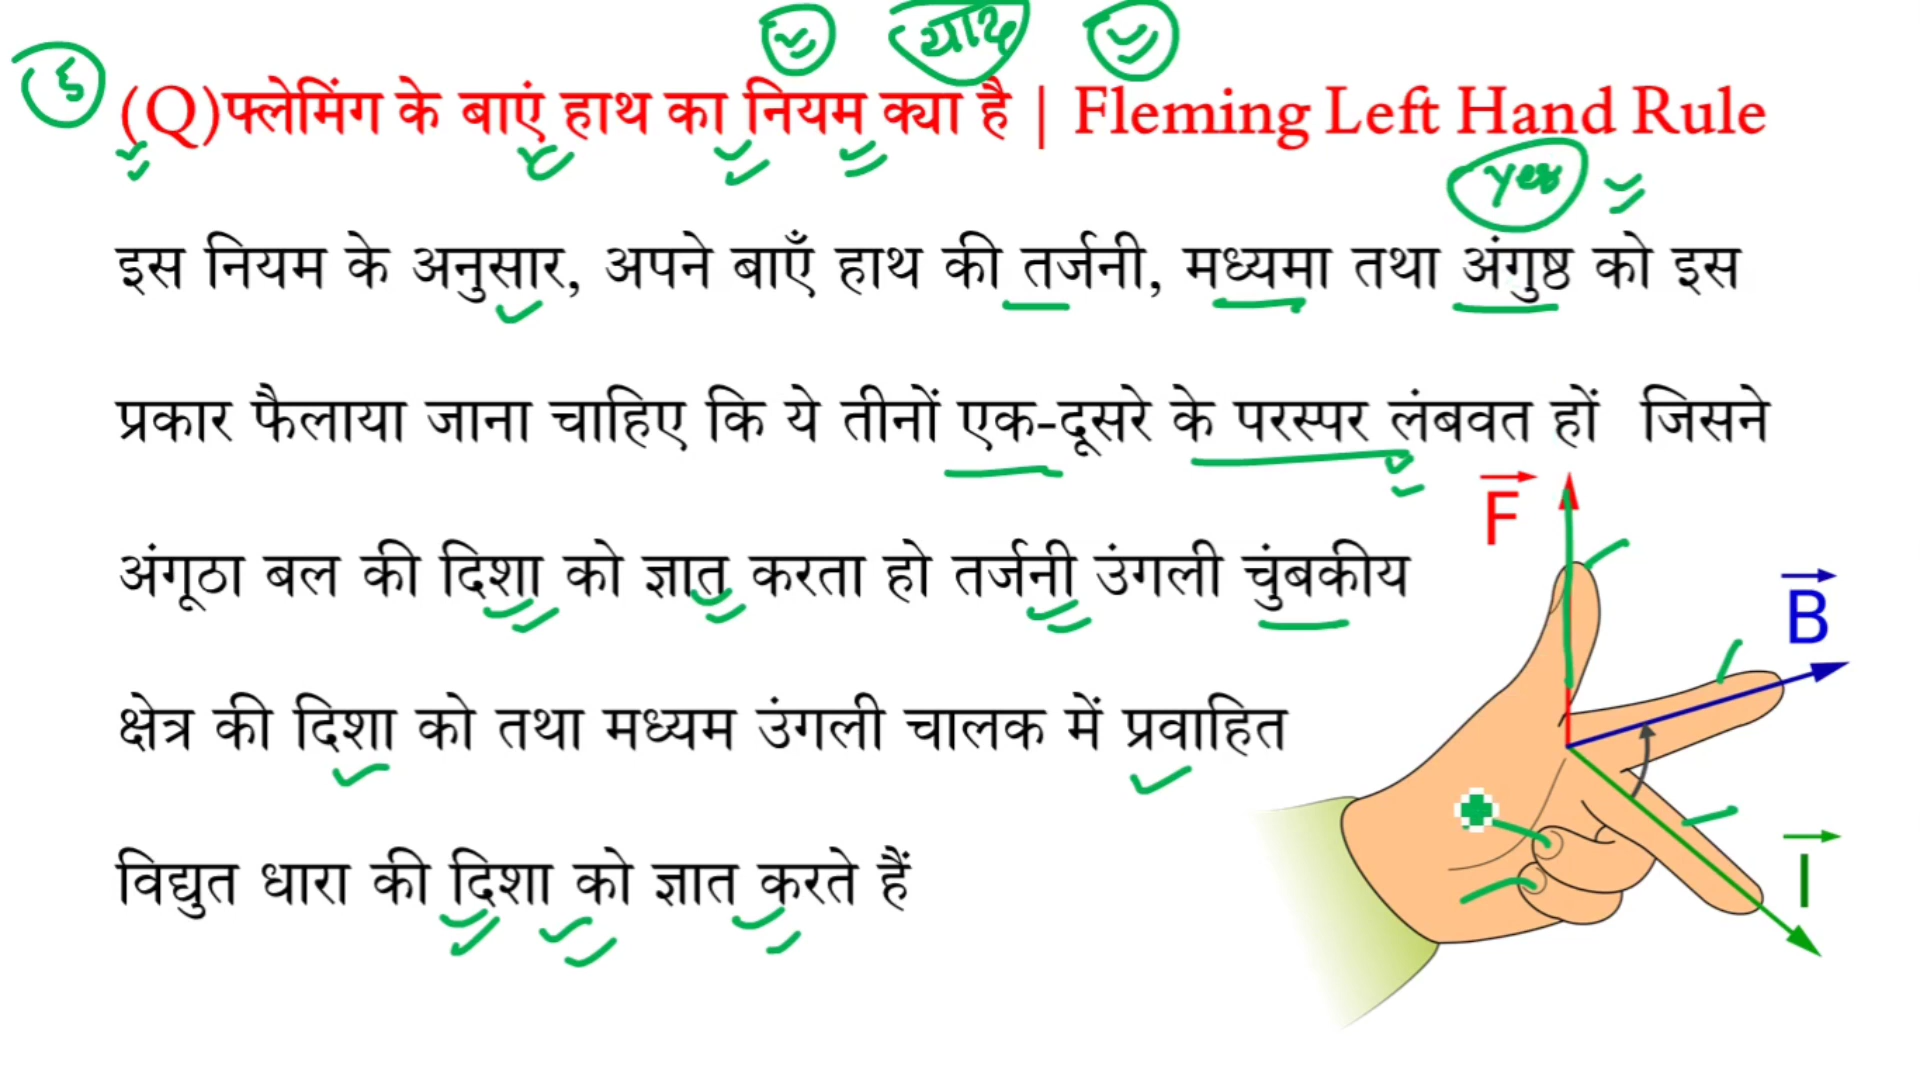 याद
(Q)फ्लेमिंग के बाएं हाथ का नियम क्या है | Fleming Left Hand Rule
yes
इस नियम के अनुसार, अपने बाएँ हाथ की तर्जनी, मध्यमा तथा अंगुष्ठ को इस
प्रकार फैलाया जाना चाहिए कि ये तीनों एक-दूसरे के परस्पर लंबवत हों जिसने
अंगूठा बल की दिशा को ज्ञात करता हो तर्जनी उंगली चुंबकीय
क्षेत्र की दिशा को तथा मध्यम उंगली चालक में प्रवाहित
विद्युत धारा की दिशा को ज्ञात करते हैं
F
B
I